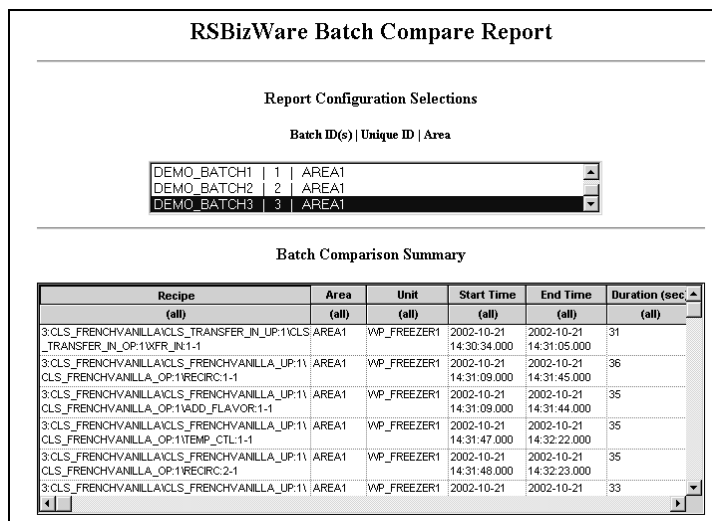 RSBizWare Batch Compare Report
Report Configuration Selections
Batch ID(s) | Unique ID | Area
DEMO_BATCH1 | 1 | AREA1
DEMO_BATCH2 | 2 | AREA1
DEMO_BATCH3 | 3 | AREA1
Batch Comparison Summary
Recipe Area Unit Start Time End Time Duration (sec
(all) (all) (all) (all) (all) (all)
3:CLS_FRENCHVANILLA\CLS_TRANSFER_IN_UP:1\CLS AREA1 WP_FREEZER1 2002-10-21 2002-10-21 31
_TRANSFER_IN_OP:1\XFR_IN:1-1 14:30:34.000 14:31:05.000
3:CLS_FRENCHVANILLA\CLS_FRENCHVANILLA_UP:1\ AREA1 WP_FREEZER1 2002-10-21 2002-10-21 36
CLS_FRENCHVANILLA_OP:1\RECIRC:1-1 14:31:09.000 14:31:45.000
3:CLS_FRENCHVANILLA\CLS_FRENCHVANILLA_UP:1\ AREA1 WP_FREEZER1 2002-10-21 2002-10-21 35
CLS_FRENCHVANILLA_OP:1\ADD_FLAVOR:1-1 14:31:09.000 14:31:44.000
3:CLS_FRENCHVANILLA\CLS_FRENCHVANILLA_UP:1\ AREA1 WP_FREEZER1 2002-10-21 2002-10-21 35
CLS_FRENCHVANILLA_OP:1\TEMP_CTL:1-1 14:31:47.000 14:32:22.000
3:CLS_FRENCHVANILLA\CLS_FRENCHVANILLA_UP:1\ AREA1 WP_FREEZER1 2002-10-21 2002-10-21 35
CLS_FRENCHVANILLA_OP:1\RECIRC:2-1 14:31:48.000 14:32:23.000
3:CLS_FRENCHVANILLA\CLS_FRENCHVANILLA_UP:1\ AREA1 WP_FREEZER1 2002-10-21 2002-10-21 33